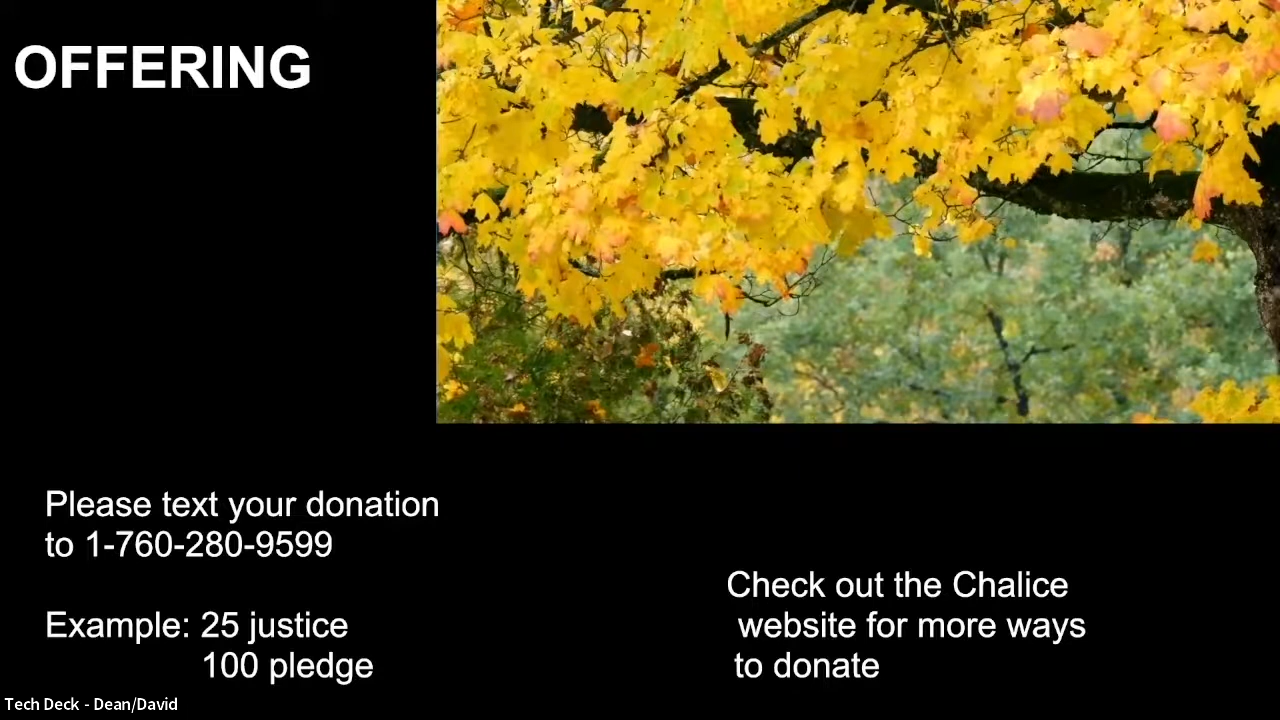 OFFERING
Please text your donation
to 1-760-280-9599
Example: 25 justice
100 pledge
Check out the Chalice
website for more ways
to donate
Tech Deck - Dean/David